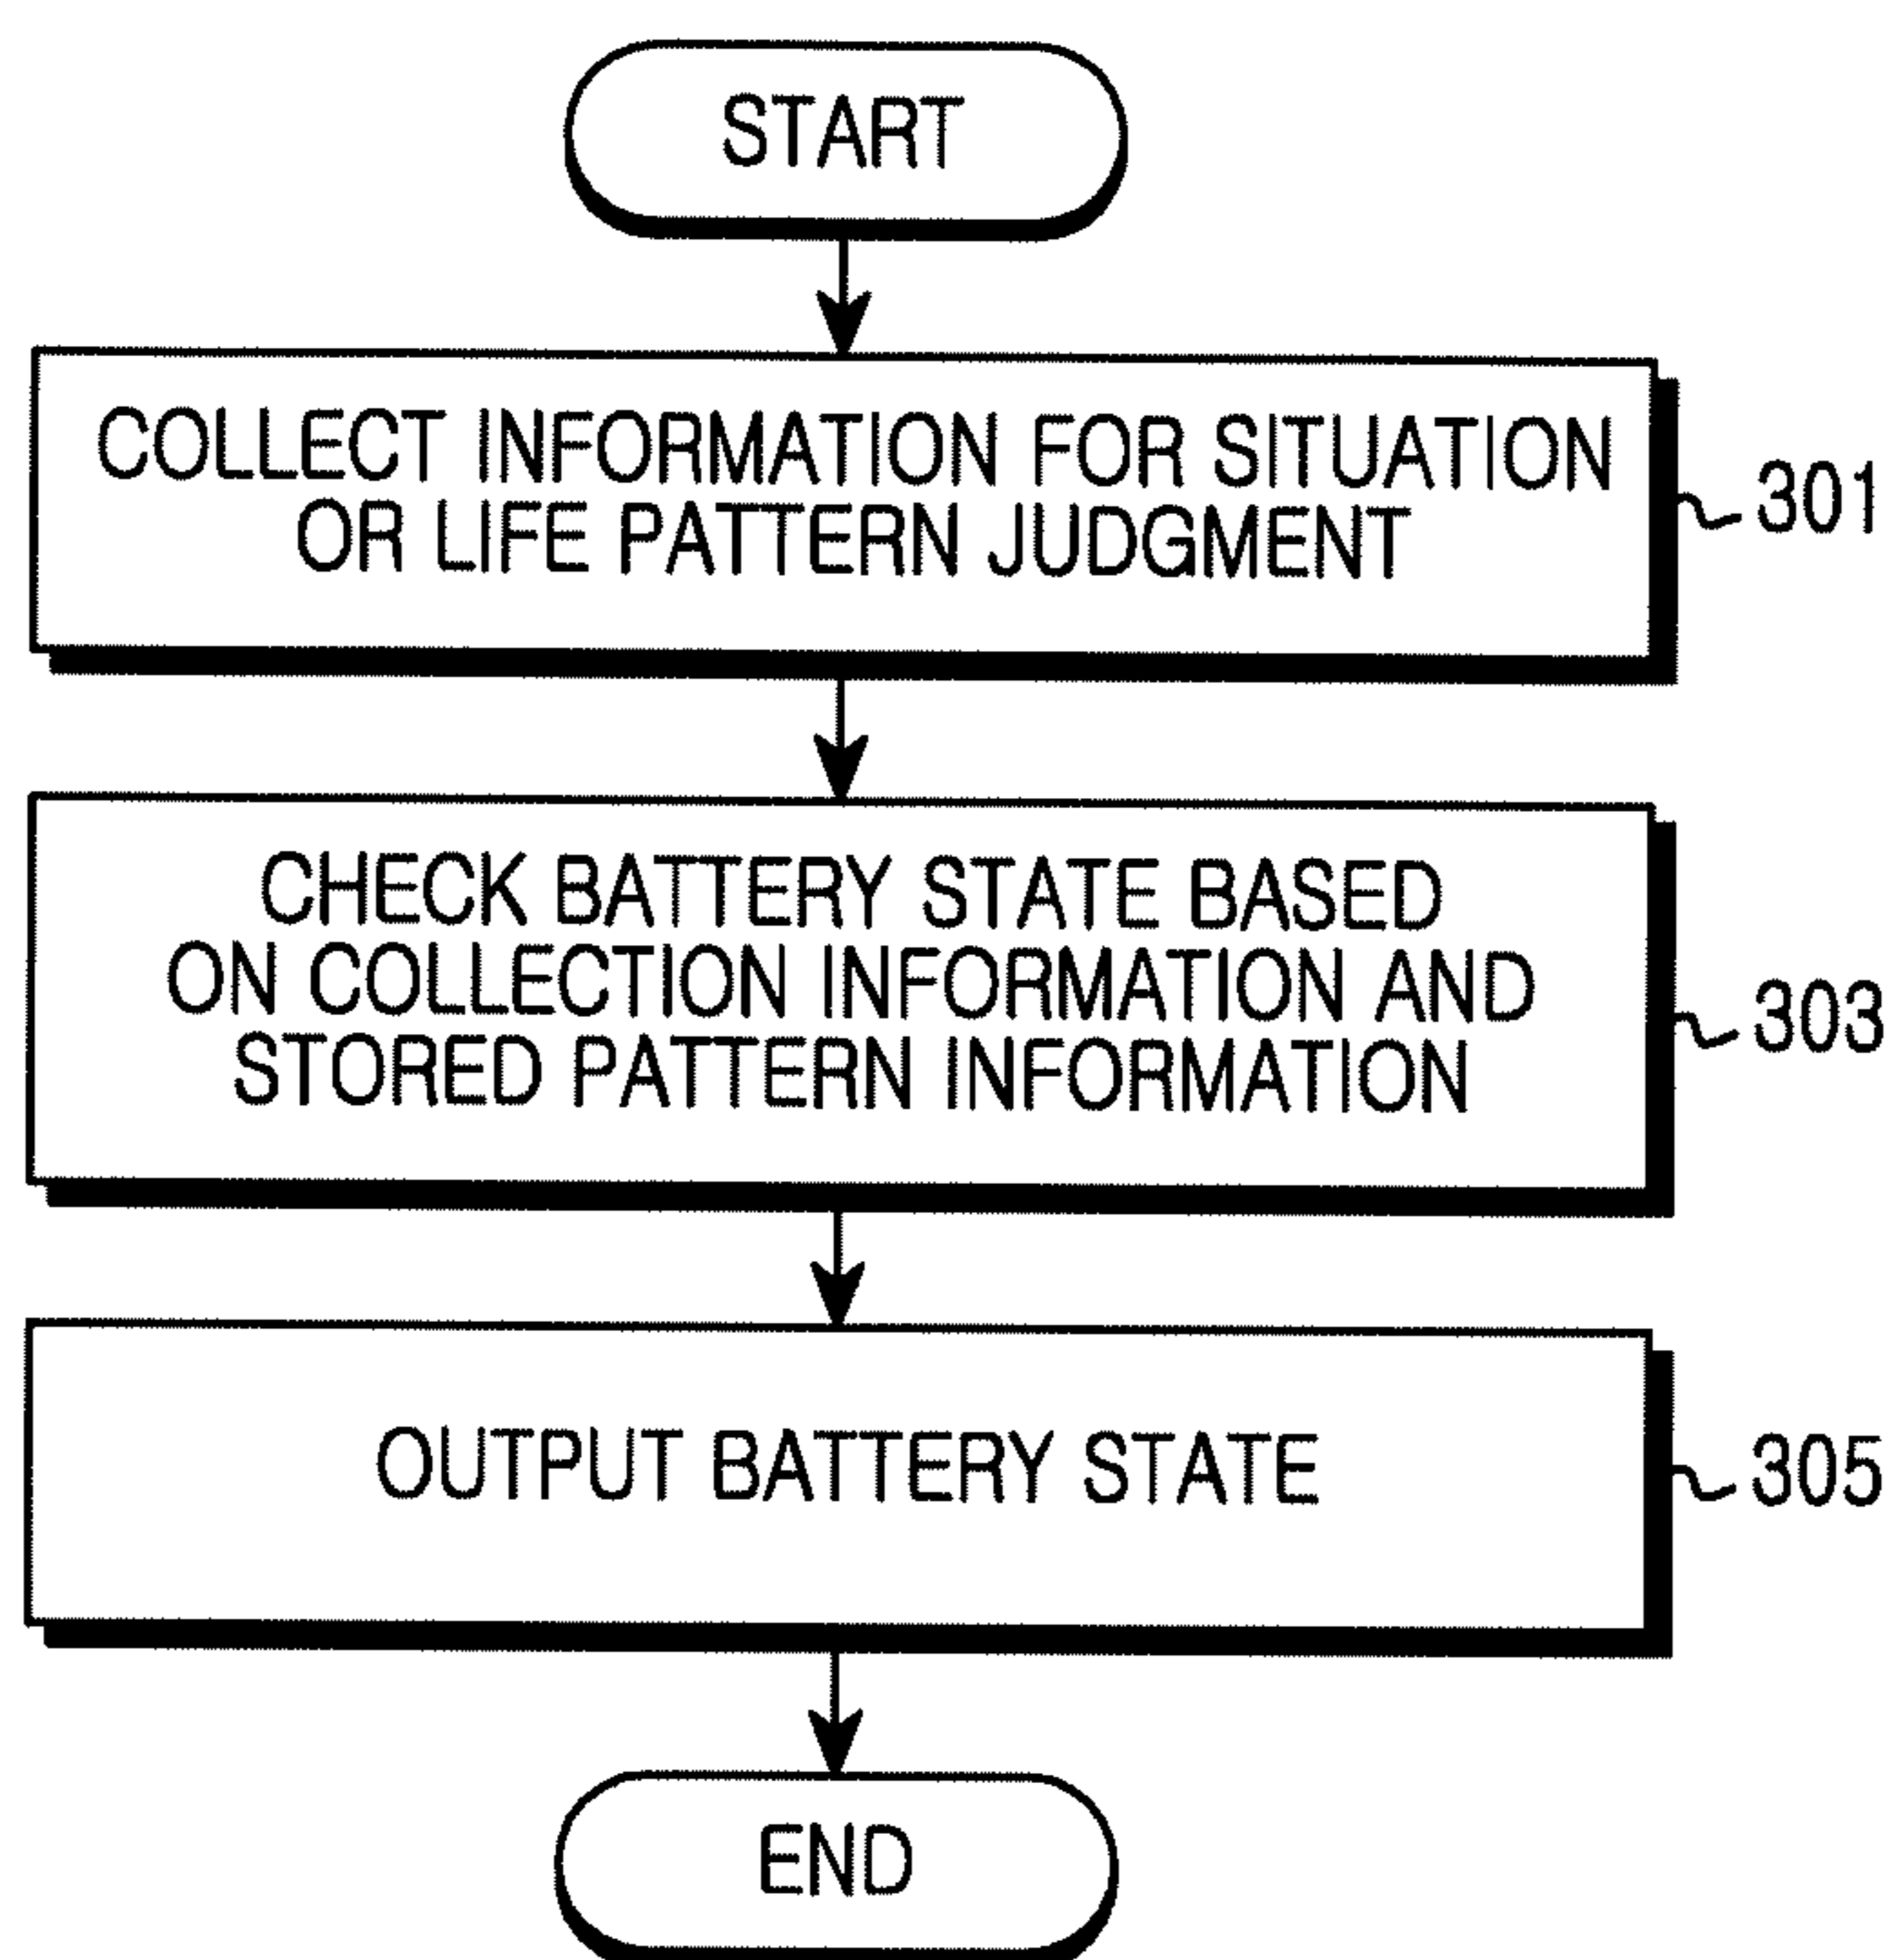 START
COLLECT INFORMATION FOR SITUATION
OR LIFE PATTERN JUDGMENT
301
CHECK BATTERY STATE BASED
ON COLLECTION INFORMATION AND
STORED PATTERN INFORMATION
303
OUTPUT BATTERY STATE
305
END